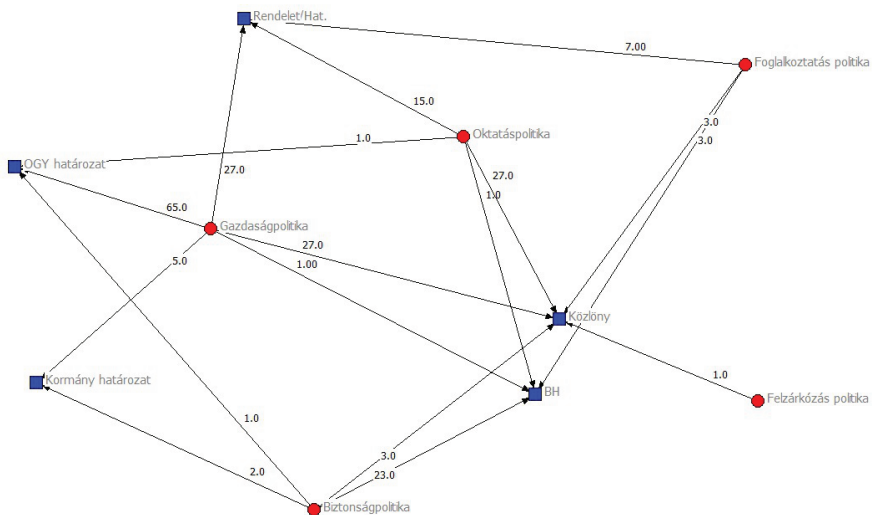 Rendelet/Hat.
7.00
Foglalkoztatás politika
15.0
3.0
1.0
Oktatáspolitika
3.0
OGY határozat
27.0
27.0
1.0
65.0
Gazdaságpolitika
27.0
5.0
1.00
Közlöny
Kormány határozat
1.0
BH
Felzárkózás politika
1.0
3.0
2.0
23.0
Biztonságpolitika